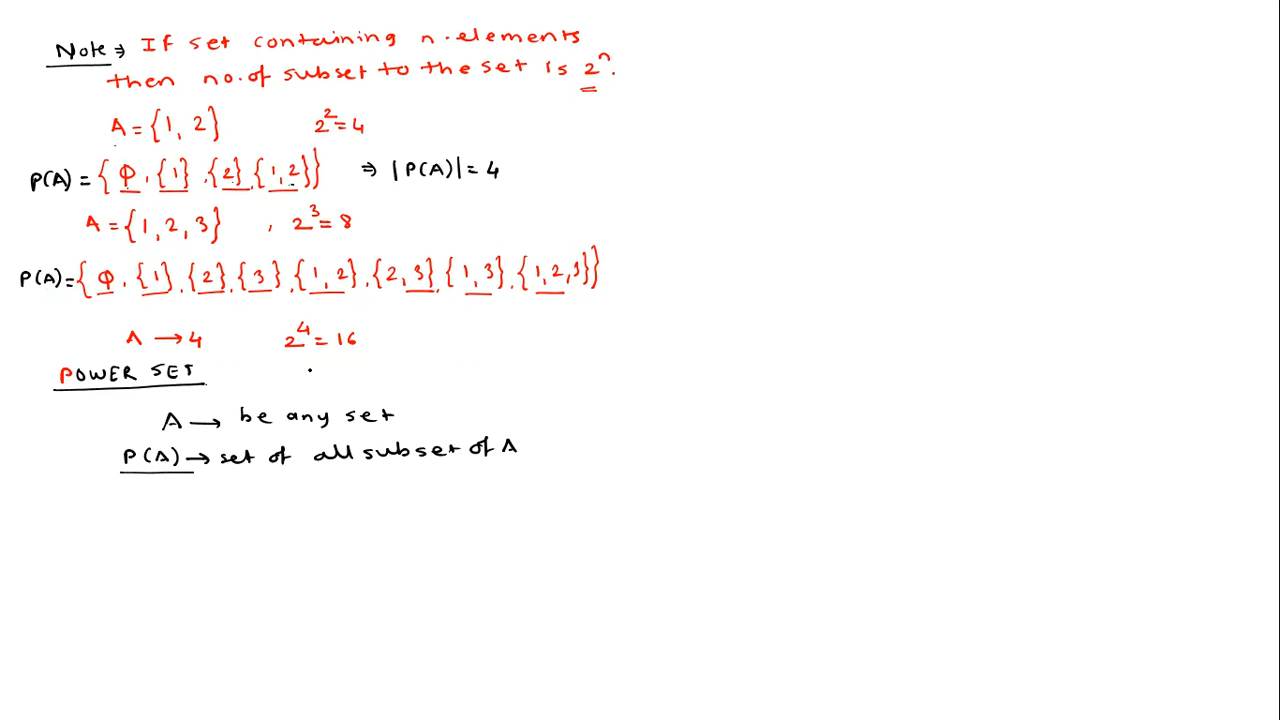 Note ⇒ If set containing n.elements
then no.of subset to the set is 2ⁿ.
A = {1, 2}    2² = 4
P(A) = { Φ, {1}, {2}, {1,2}} ⇒ |P(A)| = 4
A = {1, 2, 3} , 2³ = 8
P(A) = { Φ, {1}, {2}, {3}, {1, 2}, {2, 3}, {1, 3}, {1, 2, 3}}
A → 4    2⁴ = 16
POWER SET
A → be any set
P(A) → set of all subset of A